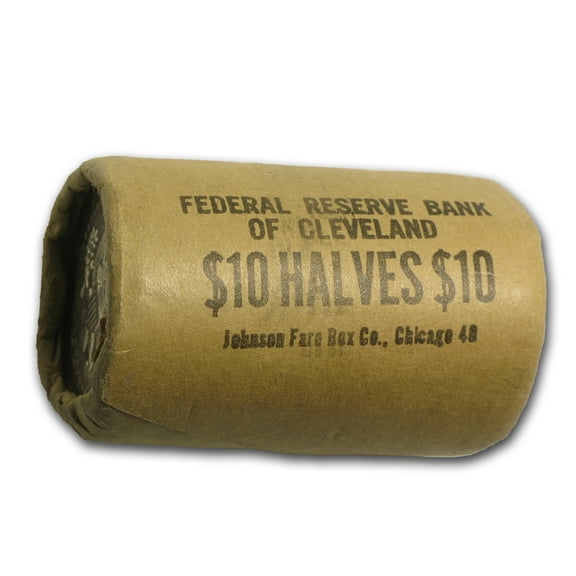 FEDERAL RESERVE BANK
OF CLEVELAND
$10 HALVES $10
Johnson Fare Box Co., Chicago 48